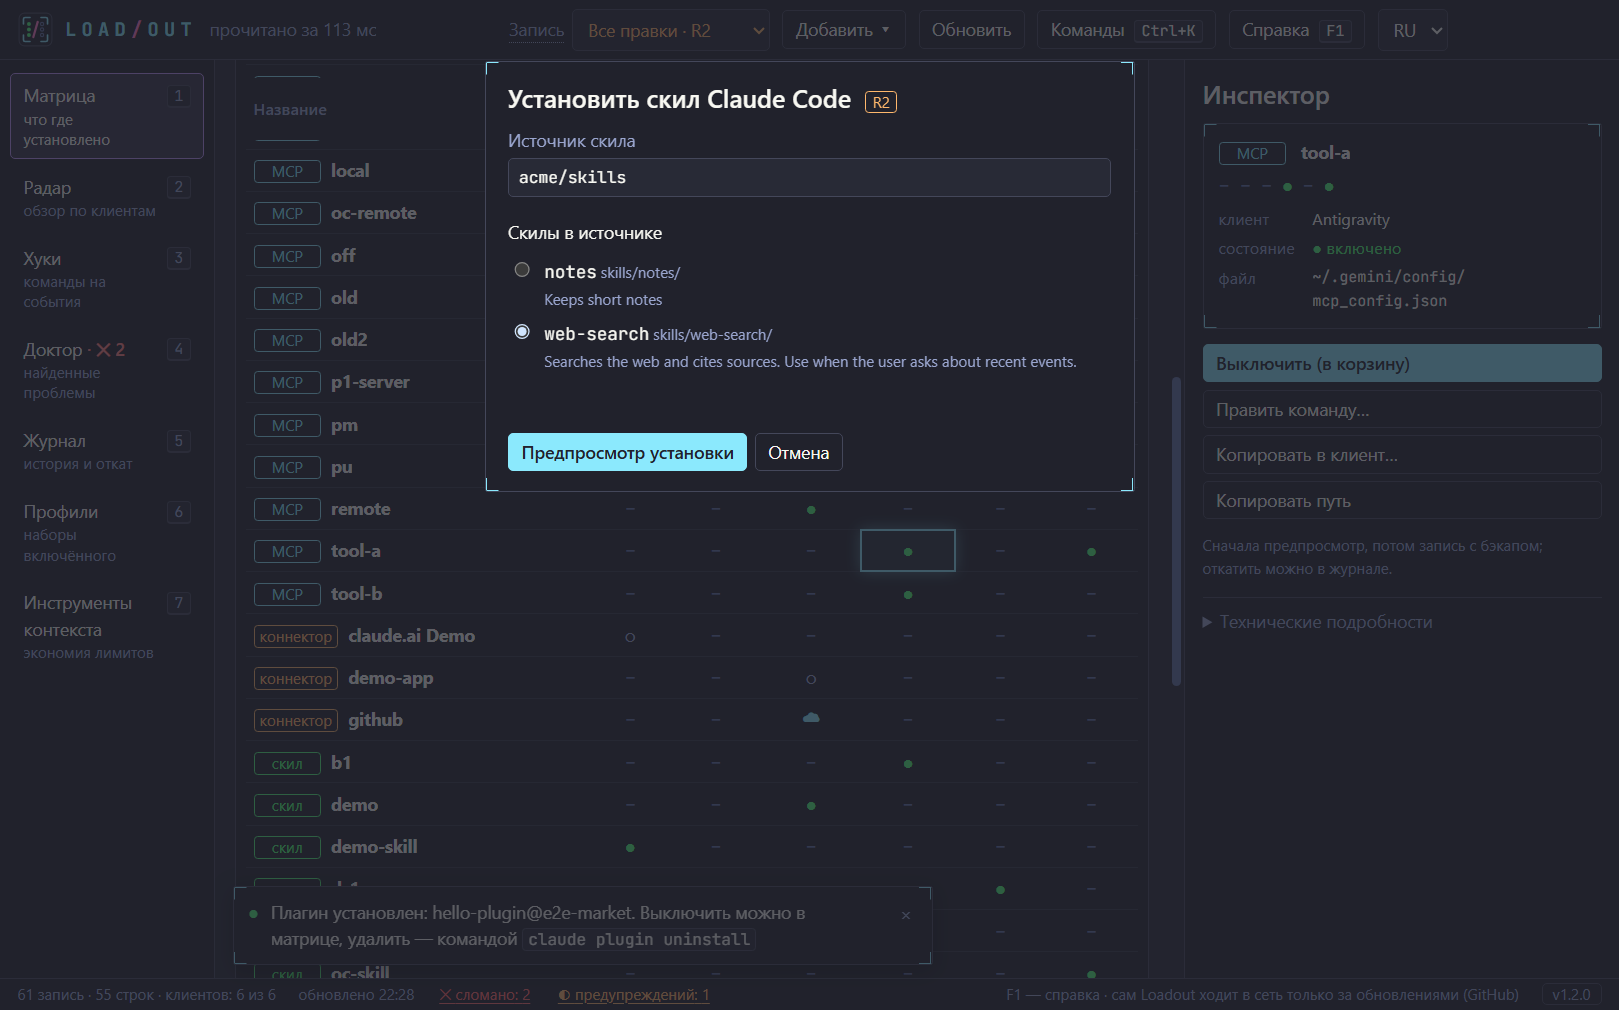 LOAD/OUT прочитано за 113 мс Запись Все правки · R2 Добавить ▾ Обновить Команды Ctrl+K Справка F1 RU
Матрица 1
что где
установлено
Радар 2
обзор по клиентам
Хуки 3
команды на
события
Доктор · ✕ 2 4
найденные
проблемы
Журнал 5
история и откат
Профили 6
наборы
включённого
Инструменты 7
контекста
экономия лимитов
Название
MCP local
MCP oc-remote
MCP off
MCP old
MCP old2
MCP p1-server
MCP pm
MCP pu
MCP remote
MCP tool-a
MCP tool-b
коннектор claude.ai Demo
коннектор demo-app
коннектор github
скил b1
скил demo
скил demo-skill
скил oc-skill
Установить скил Claude Code R2
Источник скила
acme/skills
Скилы в источнике
notes skills/notes/
Keeps short notes
web-search skills/web-search/
Searches the web and cites sources. Use when the user asks about recent events.
Предпросмотр установки Отмена
Плагин установлен: hello-plugin@e2e-market. Выключить можно в
матрице, удалить — командой claude plugin uninstall
×
Инспектор
MCP tool-a
клиент Antigravity
состояние ● включено
файл ~/.gemini/config/
mcp_config.json
Выключить (в корзину)
Править команду...
Копировать в клиент...
Копировать путь
Сначала предпросмотр, потом запись с бэкапом;
откатить можно в журнале.
▶ Технические подробности
61 запись · 55 строк · клиентов: 6 из 6 обновлено 22:28 ✕ сломано: 2 ◐ предупреждений: 1 F1 — справка · сам Loadout ходит в сеть только за обновлениями (GitHub) v1.2.0